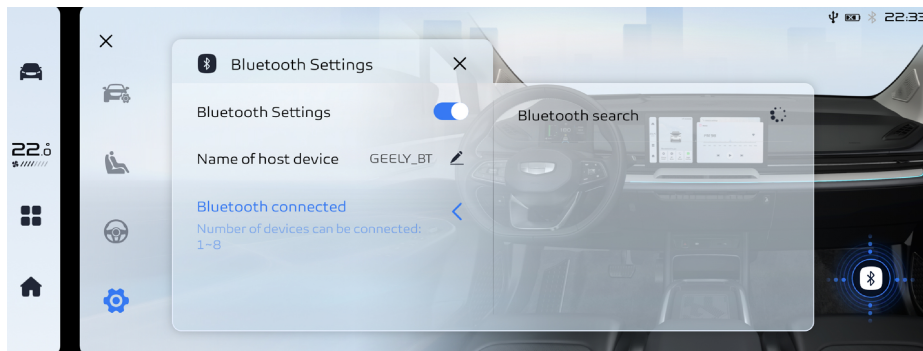 22:33
Bluetooth Settings
Bluetooth Settings
Name of host device GEELY_BT
Bluetooth connected
Number of devices can be connected:
1~8
Bluetooth search
22°